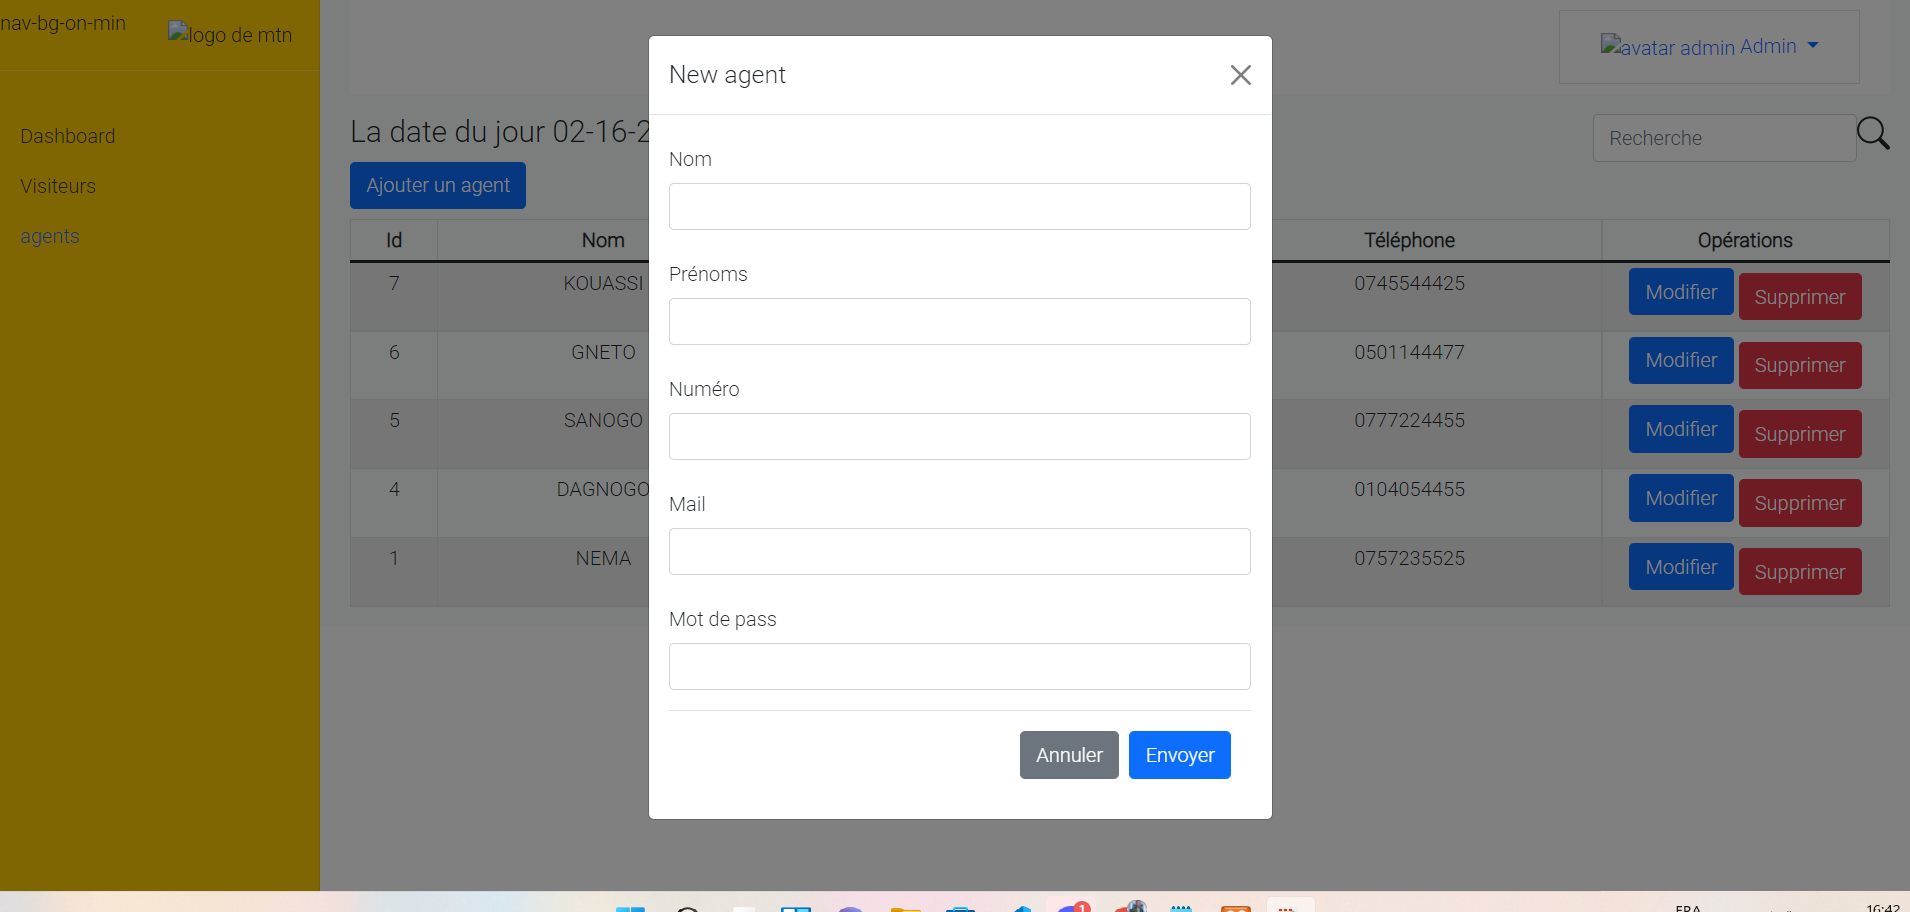 nav-bg-on-min
logo de mtn
avatar admin Admin
Dashboard
Visiteurs
agents
La date du jour 02-16-2
Recherche
Ajouter un agent
Id Nom Téléphone Opérations
7 KOUASSI 0745544425 Modifier Supprimer
6 GNETO 0501144477 Modifier Supprimer
5 SANOGO 0777224455 Modifier Supprimer
4 DAGNOGO 0104054455 Modifier Supprimer
1 NEMA 0757235525 Modifier Supprimer
New agent
Nom
Prénoms
Numéro
Mail
Mot de pass
Annuler Envoyer
1
FRA 16:42